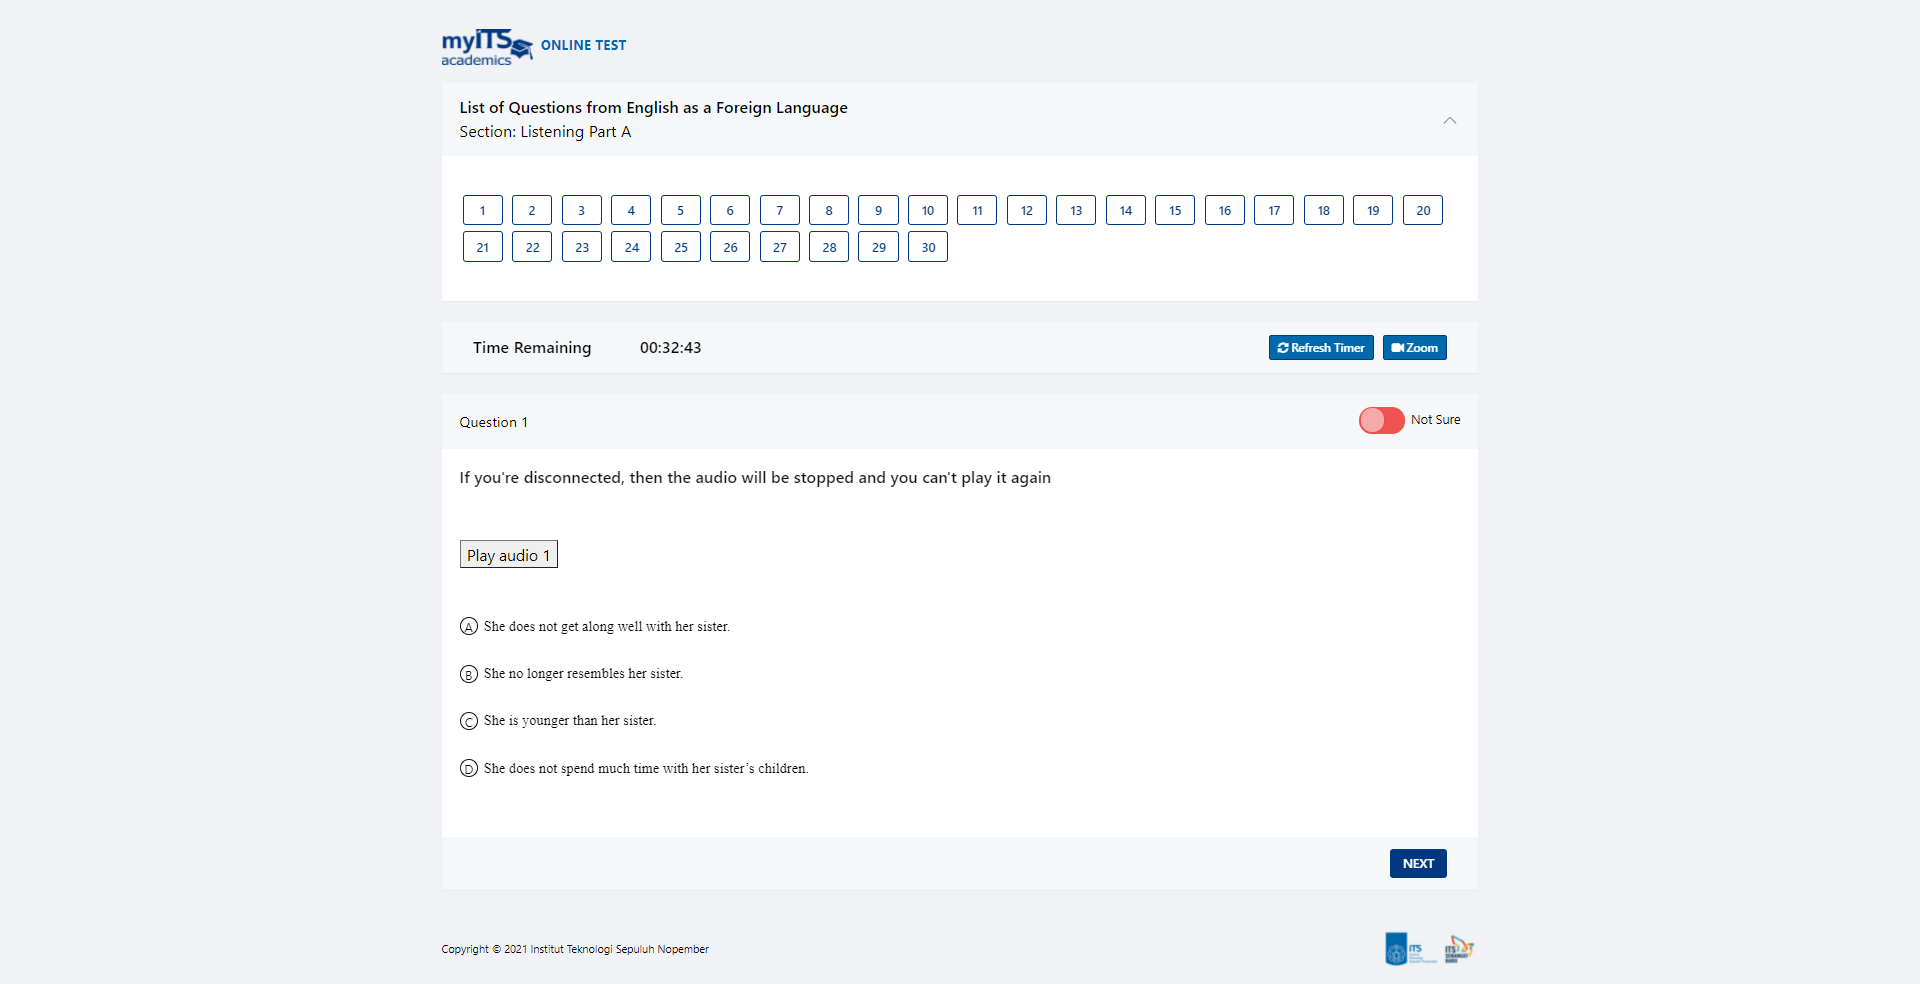 myITS
academics
ONLINE TEST
List of Questions from English as a Foreign Language
Section: Listening Part A
1 2 3 4 5 6 7 8 9 10 11 12 13 14 15 16 17 18 19 20
21 22 23 24 25 26 27 28 29 30
Time Remaining 00:32:43 Refresh Timer Zoom
Question 1 Not Sure
If you're disconnected, then the audio will be stopped and you can't play it again
Play audio 1
A She does not get along well with her sister.
B She no longer resembles her sister.
C She is younger than her sister.
D She does not spend much time with her sister’s children.
NEXT
Copyright © 2021 Institut Teknologi Sepuluh Nopember
ITS
ITS